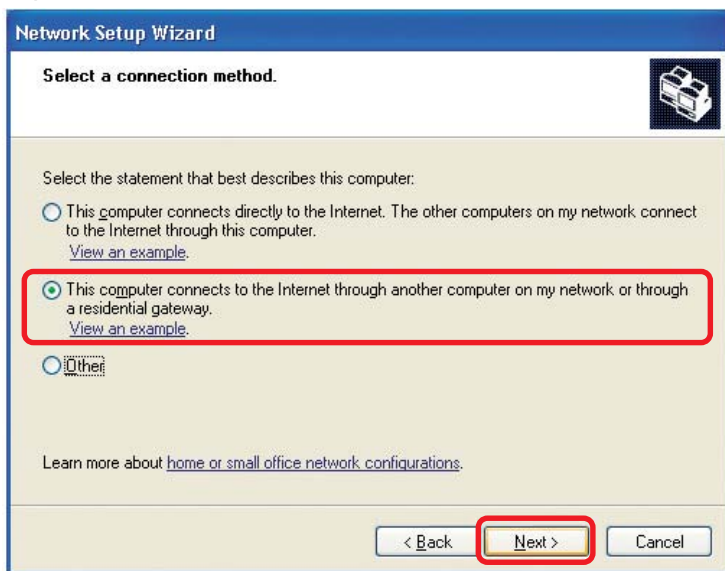 Network Setup Wizard
Select a connection method.
Select the statement that best describes this computer:
This computer connects directly to the Internet. The other computers on my network connect
to the Internet through this computer.
View an example.
This computer connects to the Internet through another computer on my network or through
a residential gateway.
View an example.
Other
Learn more about home or small office network configurations.
< Back Next > Cancel